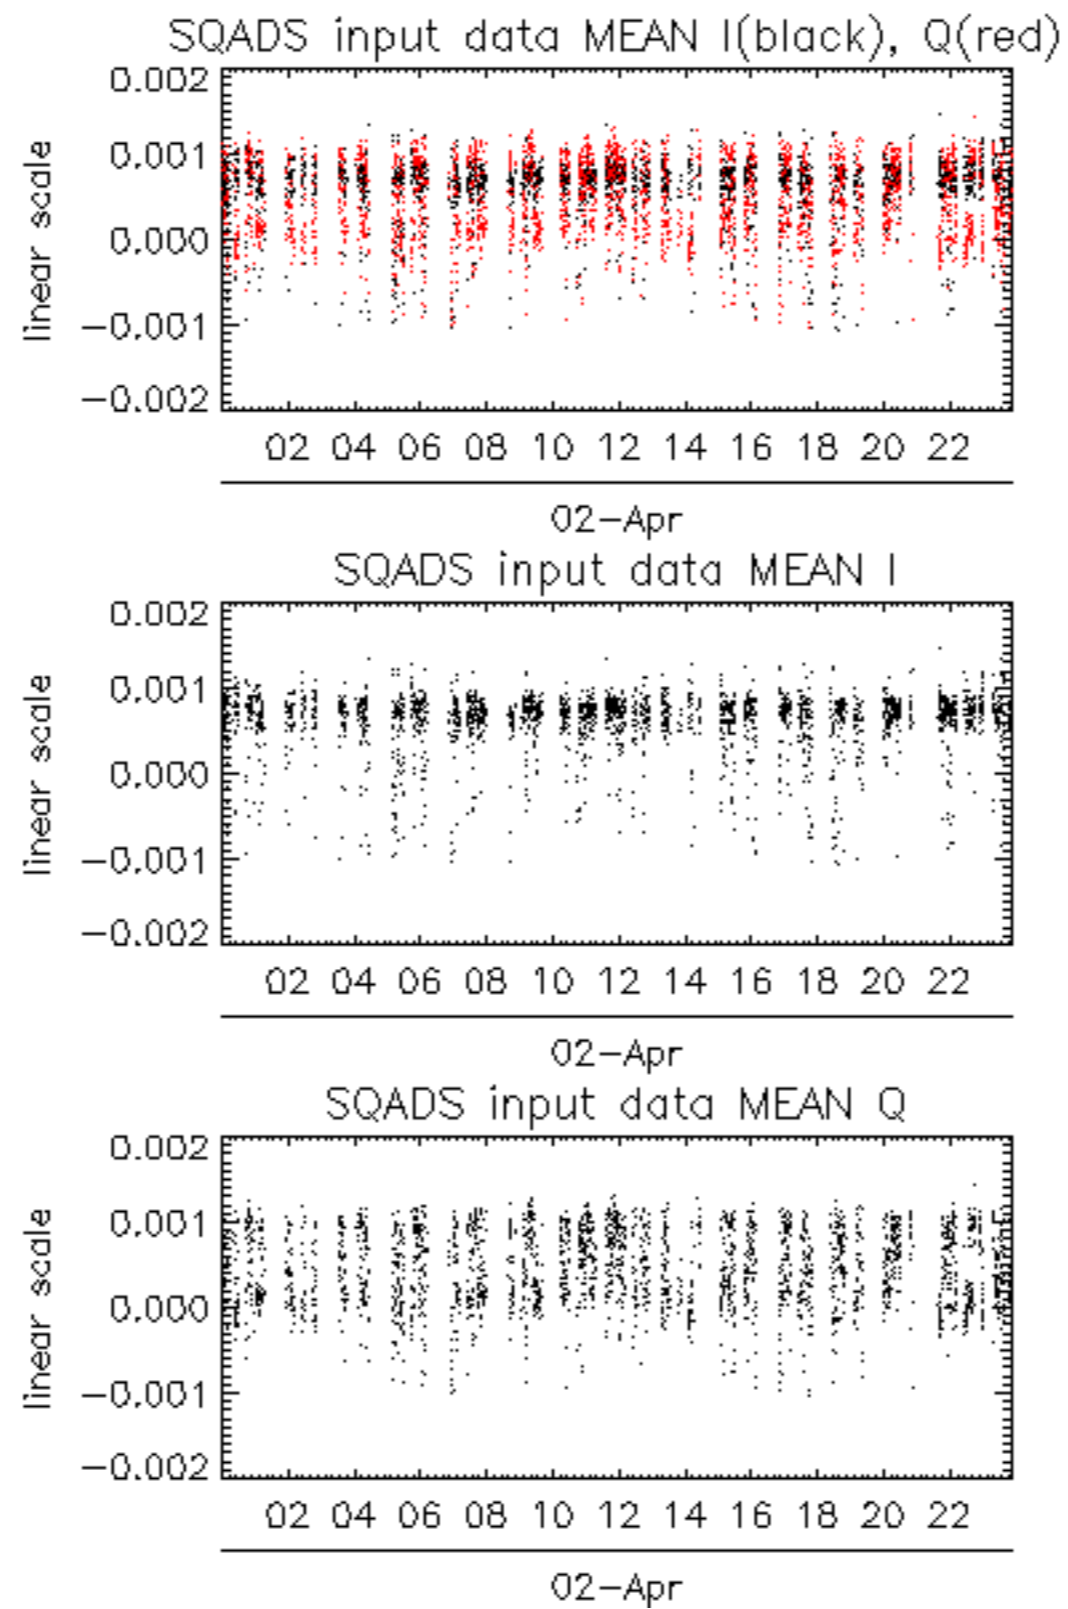 SQADS input data MEAN I(black), Q(red)
0.002
0.001
0.000
−0.001
−0.002
linear scale
02 04 06 08 10 12 14 16 18 20 22
02−Apr
SQADS input data MEAN I
0.002
0.001
0.000
−0.001
−0.002
linear scale
02 04 06 08 10 12 14 16 18 20 22
02−Apr
SQADS input data MEAN Q
0.002
0.001
0.000
−0.001
−0.002
linear scale
02 04 06 08 10 12 14 16 18 20 22
02−Apr